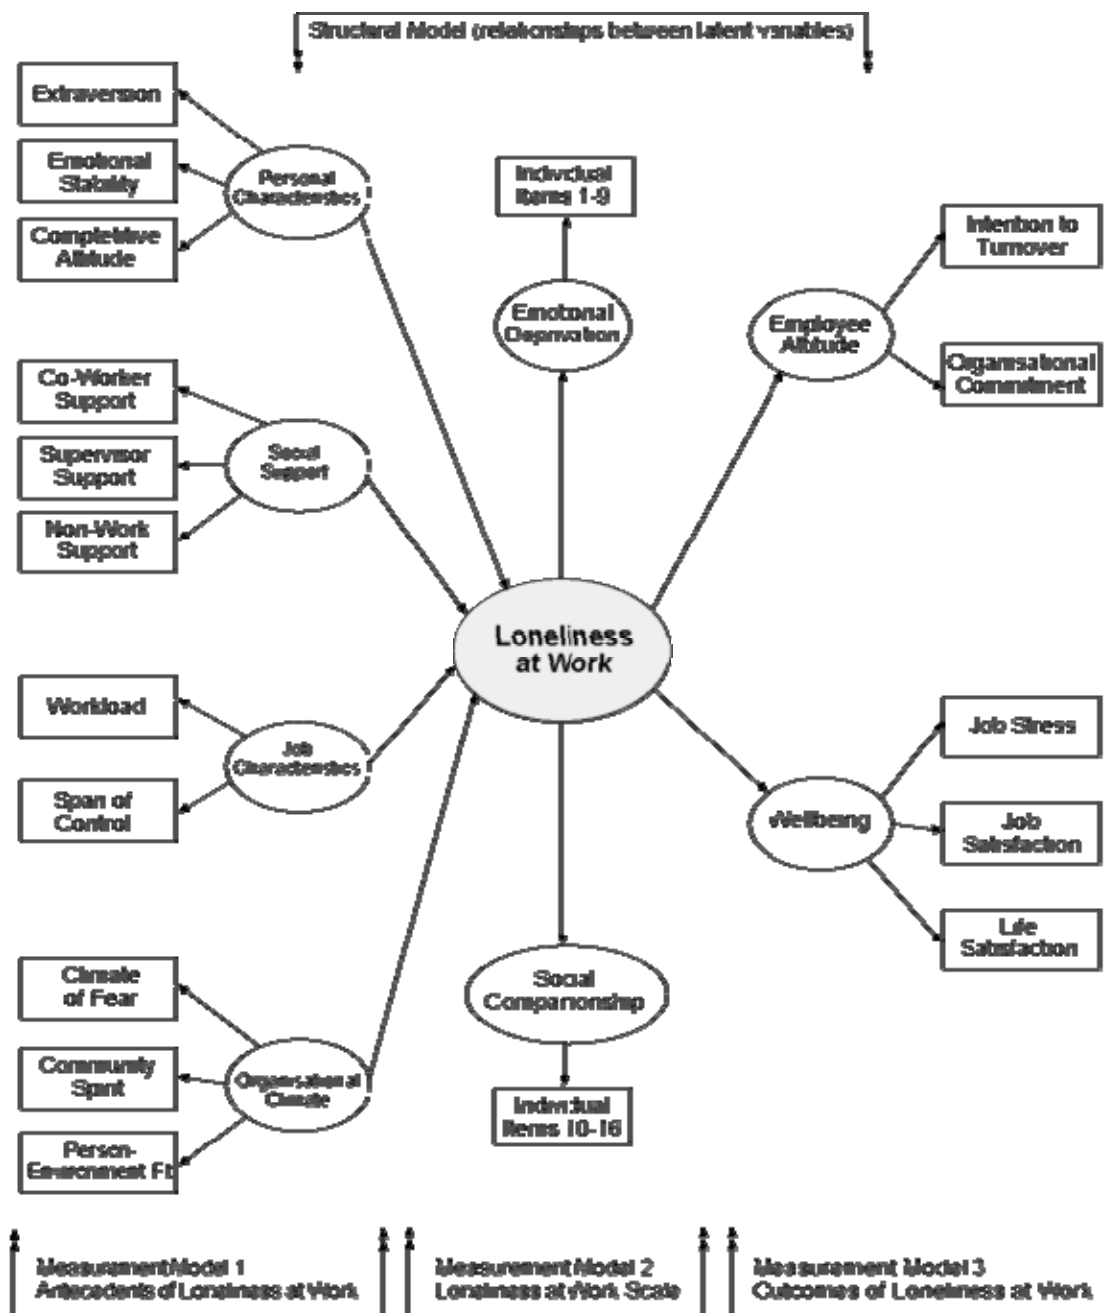 Structural Model (relationships between latent variables)
Extraversion
Emotional
Stability
Competitive
Attitude
Personal
Characteristics
Individual
Items 1-9
Intention to
Turnover
Emotional
Deprivation
Employee
Attitude
Organisational
Commitment
Co-Worker
Support
Supervisor
Support
Non-Work
Support
Social
Support
Loneliness
at Work
Workload
Span of
Control
Job
Characteristics
Job Stress
Wellbeing
Job
Satisfaction
Life
Satisfaction
Climate
of Fear
Community
Spirit
Person-
Environment Fit
Organisational
Climate
Social
Companionship
Individual
Items 10-16
Measurement Model 1
Antecedents of Loneliness at Work
Measurement Model 2
Loneliness at Work Scale
Measurement Model 3
Outcomes of Loneliness at Work